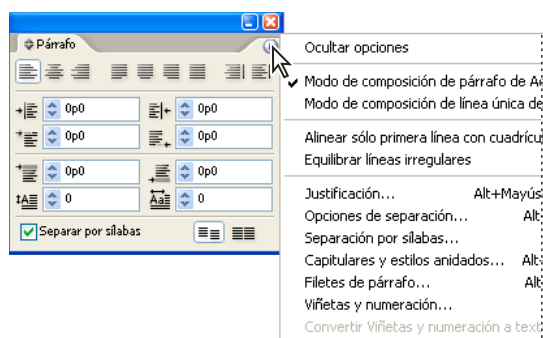 Párrafo
0p0
0p0
0p0
0p0
0p0
0p0
0
0
Separar por sílabas
Ocultar opciones
Modo de composición de párrafo de
Modo de composición de línea única de
Alinear sólo primera línea con
Equilibrar líneas irregulares
Justificación... Alt+Mayús
Opciones de separación... Alt
Separación por sílabas...
Capitulares y estilos anidados... Alt
Filetes de párrafo... Alt
Viñetas y numeración...
Convertir Viñetas y numeración a text